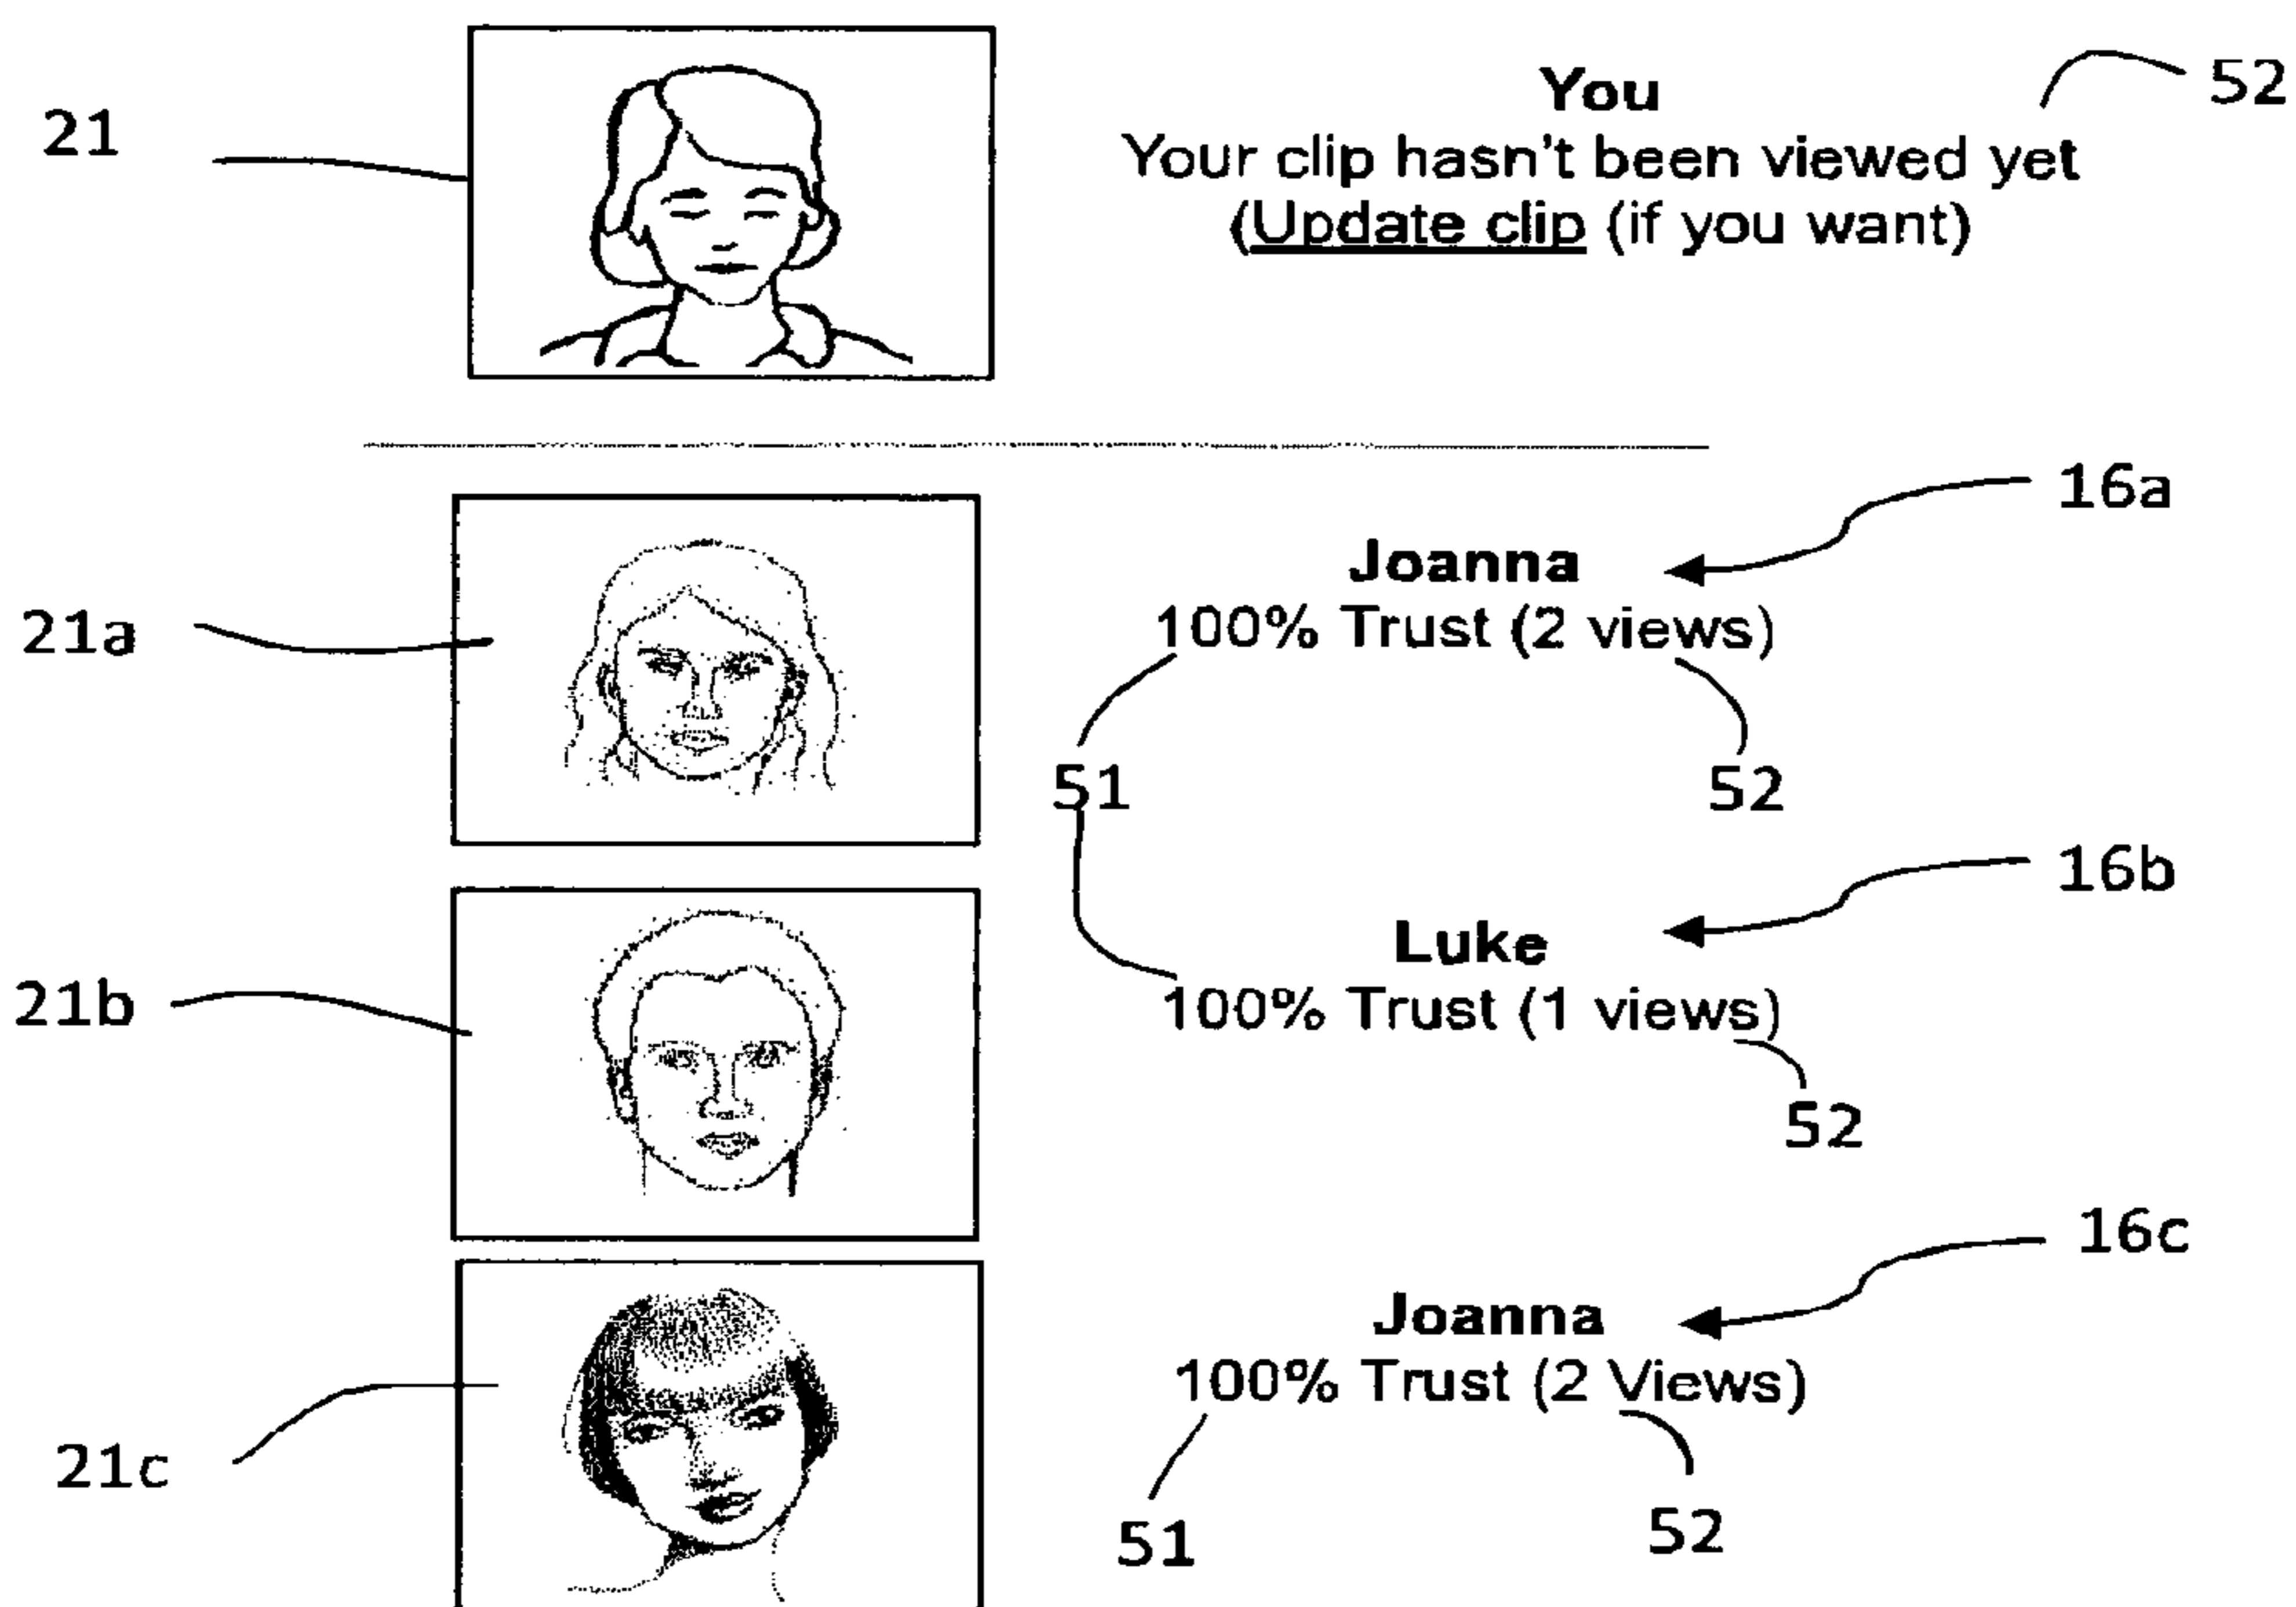 21
You
52
Your clip hasn't been viewed yet
(Update clip (if you want)
16a
Joanna
21a
100% Trust (2 views)
51
52
16b
Luke
21b
100% Trust (1 views)
52
16c
Joanna
100% Trust (2 Views)
21c
51
52